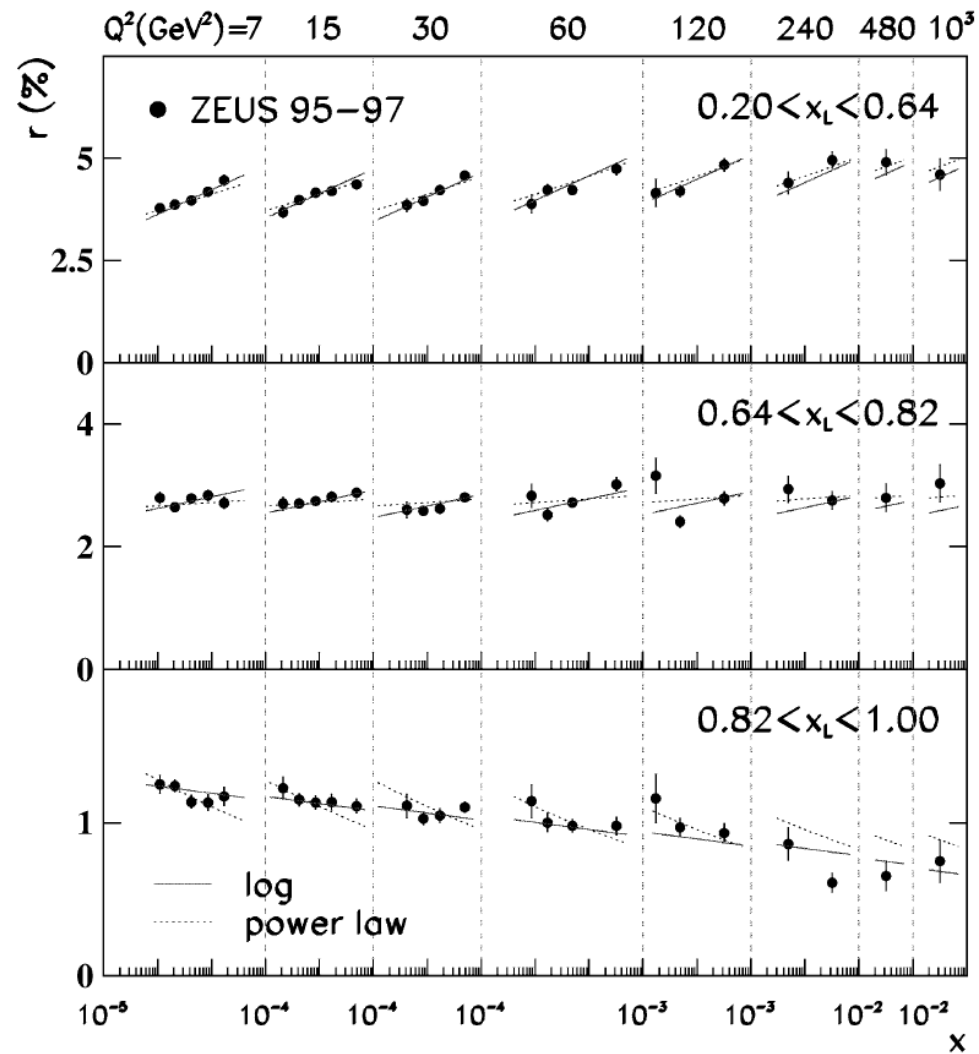 Q²(GeV²)=7 15 30 60 120 240 480 10³
r (%)
ZEUS 95-97
0.20<x_L<0.64
5
2.5
0
0.64<x_L<0.82
4
2
0
0.82<x_L<1.00
1
log
power law
0
10⁻⁵ 10⁻⁴ 10⁻⁴ 10⁻⁴ 10⁻³ 10⁻³ 10⁻² 10⁻²
x